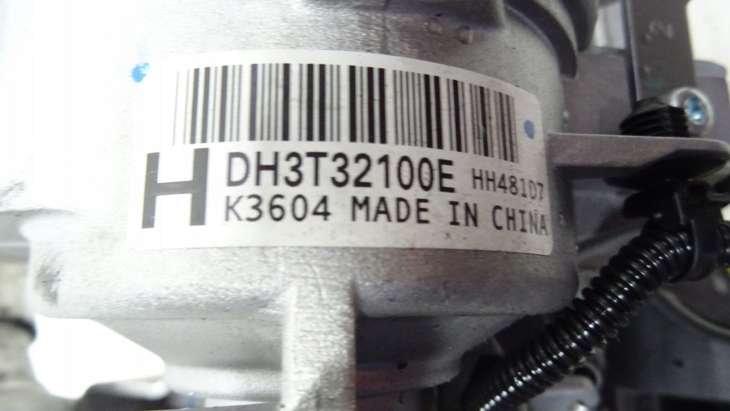 H DH3T32100E HH481D7
K3604 MADE IN CHINA